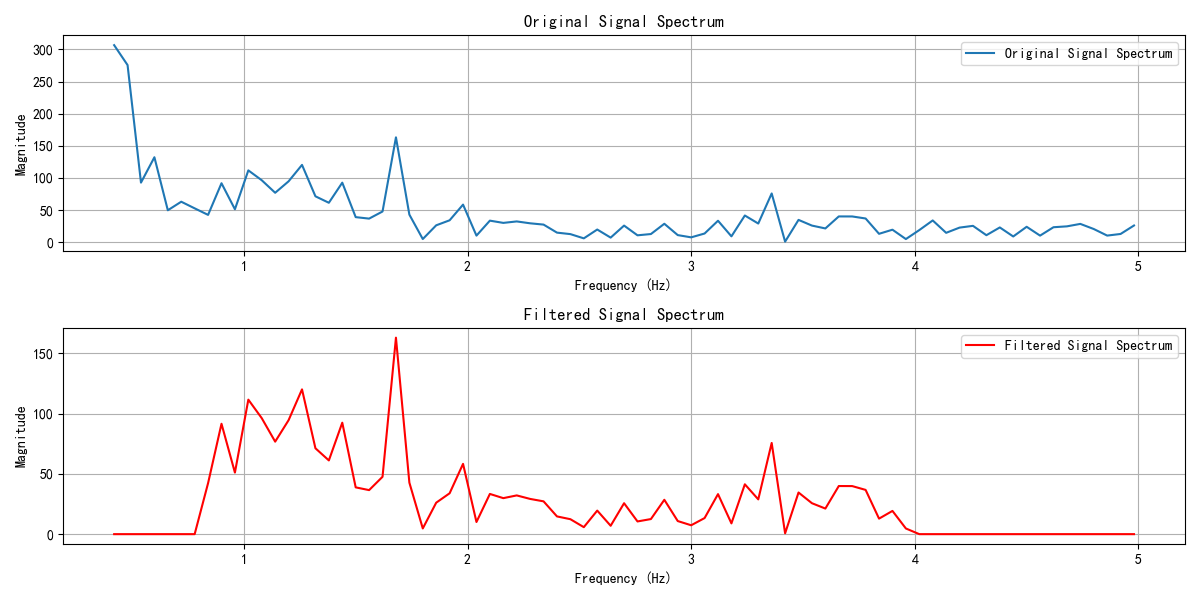 Original Signal Spectrum
Original Signal Spectrum
300
250
200
150
100
50
0
Magnitude
1 2 3 4 5
Frequency (Hz)
Filtered Signal Spectrum
Filtered Signal Spectrum
150
100
50
0
Magnitude
1 2 3 4 5
Frequency (Hz)